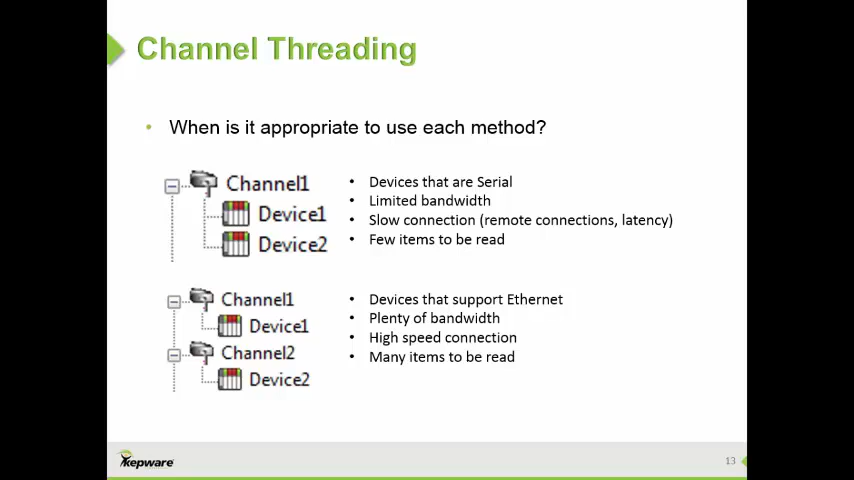 Channel Threading
• When is it appropriate to use each method?
Channel1
Device1
Device2
• Devices that are Serial
• Limited bandwidth
• Slow connection (remote connections, latency)
• Few items to be read
Channel1
Device1
Channel2
Device2
• Devices that support Ethernet
• Plenty of bandwidth
• High speed connection
• Many items to be read
kepware
13